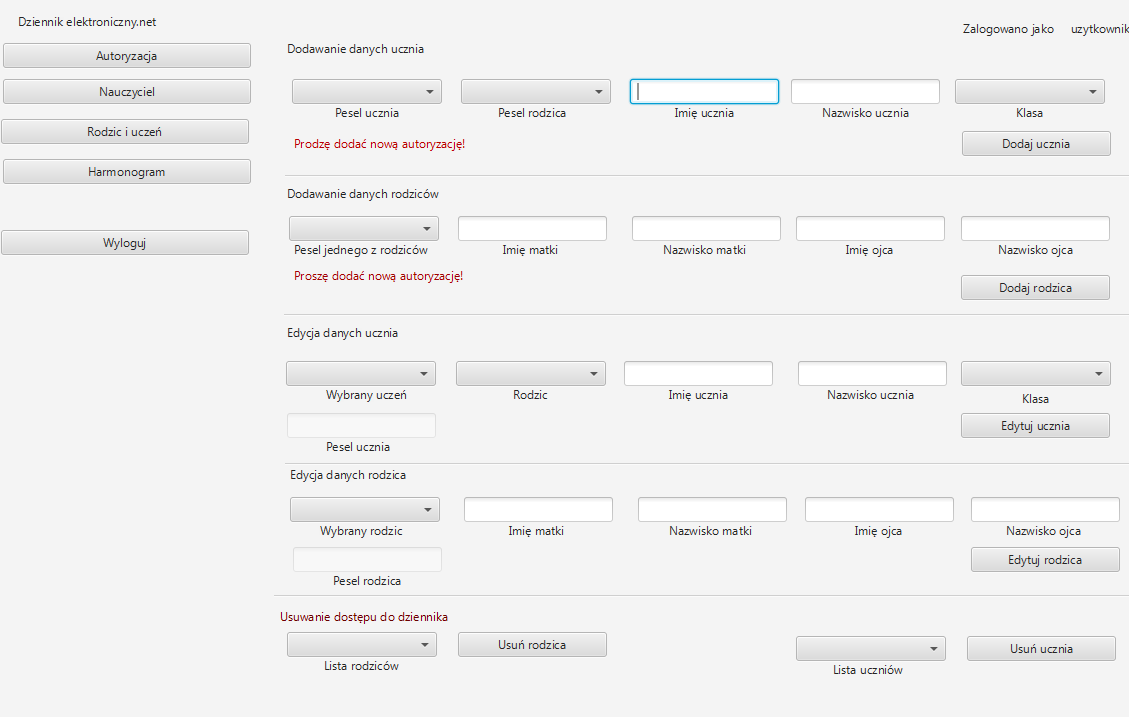 Dziennik elektroniczny.net
Zalogowano jako uzytkownik
Autoryzacja
Nauczyciel
Rodzic i uczeń
Harmonogram
Wyloguj
Dodawanie danych ucznia
Pesel ucznia Pesel rodzica Imię ucznia Nazwisko ucznia Klasa
Prodzę dodać nową autoryzację!
Dodaj ucznia
Dodawanie danych rodziców
Pesel jednego z rodziców Imię matki Nazwisko matki Imię ojca Nazwisko ojca
Proszę dodać nową autoryzację!
Dodaj rodzica
Edycja danych ucznia
Wybrany uczeń Rodzic Imię ucznia Nazwisko ucznia Klasa
Edytuj ucznia
Pesel ucznia
Edycja danych rodzica
Wybrany rodzic Imię matki Nazwisko matki Imię ojca Nazwisko ojca
Edytuj rodzica
Pesel rodzica
Usuwanie dostępu do dziennika
Usuń rodzica Usuń ucznia
Lista rodziców Lista uczniów